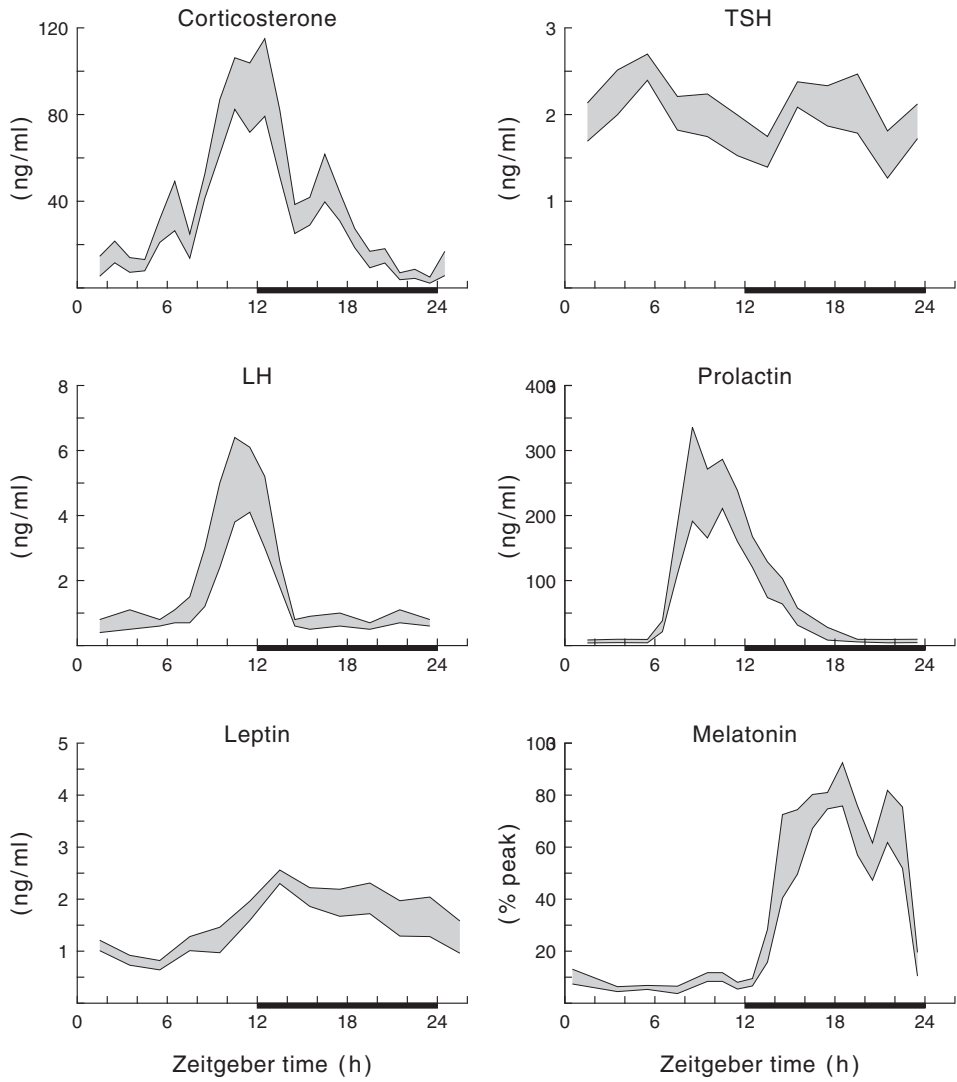 Corticosterone
120
80
40
(ng/ml)
0 6 12 18 24
TSH
3
2
1
(ng/ml)
0 6 12 18 24
LH
8
6
4
2
(ng/ml)
0 6 12 18 24
Prolactin
400
300
200
100
(ng/ml)
0 6 12 18 24
Leptin
5
4
3
2
1
(ng/ml)
0 6 12 18 24
Zeitgeber time (h)
Melatonin
100
80
60
40
20
(% peak)
0 6 12 18 24
Zeitgeber time (h)